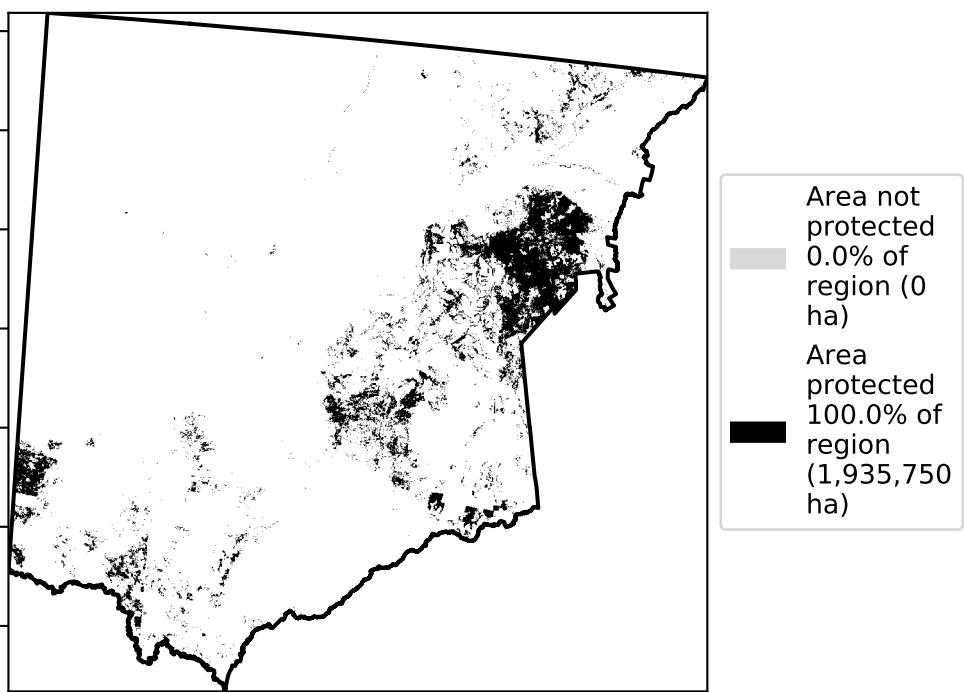 Area not
protected
0.0% of
region (0
ha)
Area
protected
100.0% of
region
(1,935,750
ha)